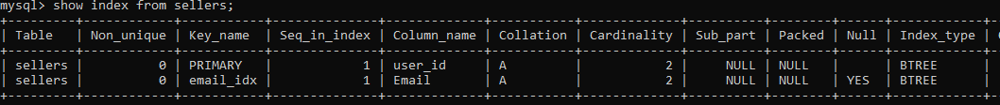 mysql> show index from sellers;
+---------+------------+-----------+--------------+-------------+-----------+-------------+----------+--------+------+------------+
| Table | Non_unique | Key_name | Seq_in_index | Column_name | Collation | Cardinality | Sub_part | Packed | Null | Index_type |
+---------+------------+-----------+--------------+-------------+-----------+-------------+----------+--------+------+------------+
| sellers | 0 | PRIMARY | 1 | user_id | A | 2 | NULL | NULL | | BTREE |
| sellers | 0 | email_idx | 1 | Email | A | 2 | NULL | NULL | YES | BTREE |
+---------+------------+-----------+--------------+-------------+-----------+-------------+----------+--------+------+------------+